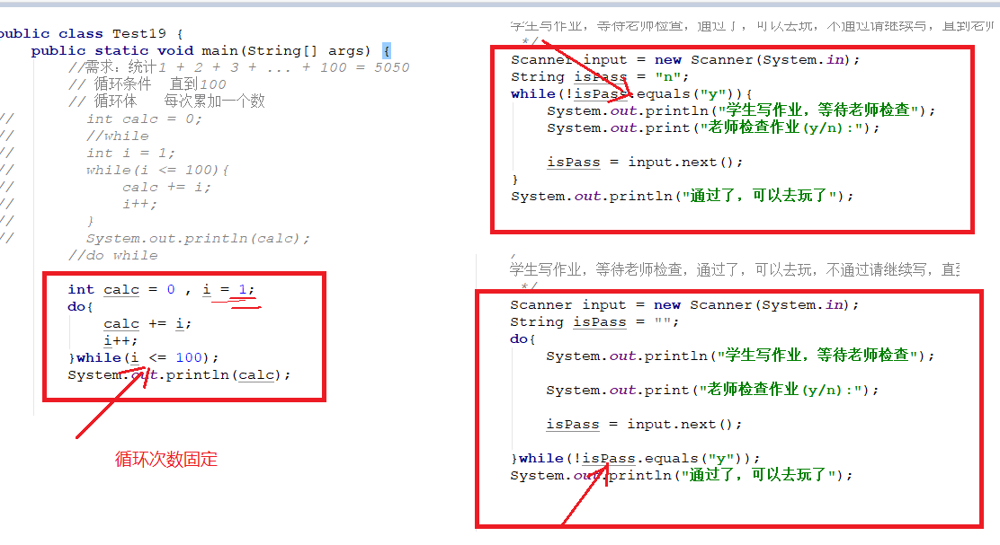 public class Test19 {
public static void main(String[] args) {
//需求：统计1 + 2 + 3 + ... + 100 = 5050
// 循环条件 直到100
// 循环体 每次累加一个数
// int calc = 0;
// //while
// int i = 1;
// while(i <= 100){
// calc += i;
// i++;
// }
// System.out.println(calc);
//do while
int calc = 0 , i = 1;
do{
calc += i;
i++;
}while(i <= 100);
System.out.println(calc);
循环次数固定
学生写作业，等待老师检查，通过了，可以去玩，不通过请继续写，直到老师
*/
Scanner input = new Scanner(System.in);
String isPass = "n";
while(!isPass.equals("y")){
System.out.println("学生写作业，等待老师检查");
System.out.print("老师检查作业(y/n):");
isPass = input.next();
}
System.out.println("通过了，可以去玩了");
学生写作业，等待老师检查，通过了，可以去玩，不通过请继续写，直到
*/
Scanner input = new Scanner(System.in);
String isPass = "";
do{
System.out.println("学生写作业，等待老师检查");
System.out.print("老师检查作业(y/n):");
isPass = input.next();
}while(!isPass.equals("y"));
System.out.println("通过了，可以去玩了");